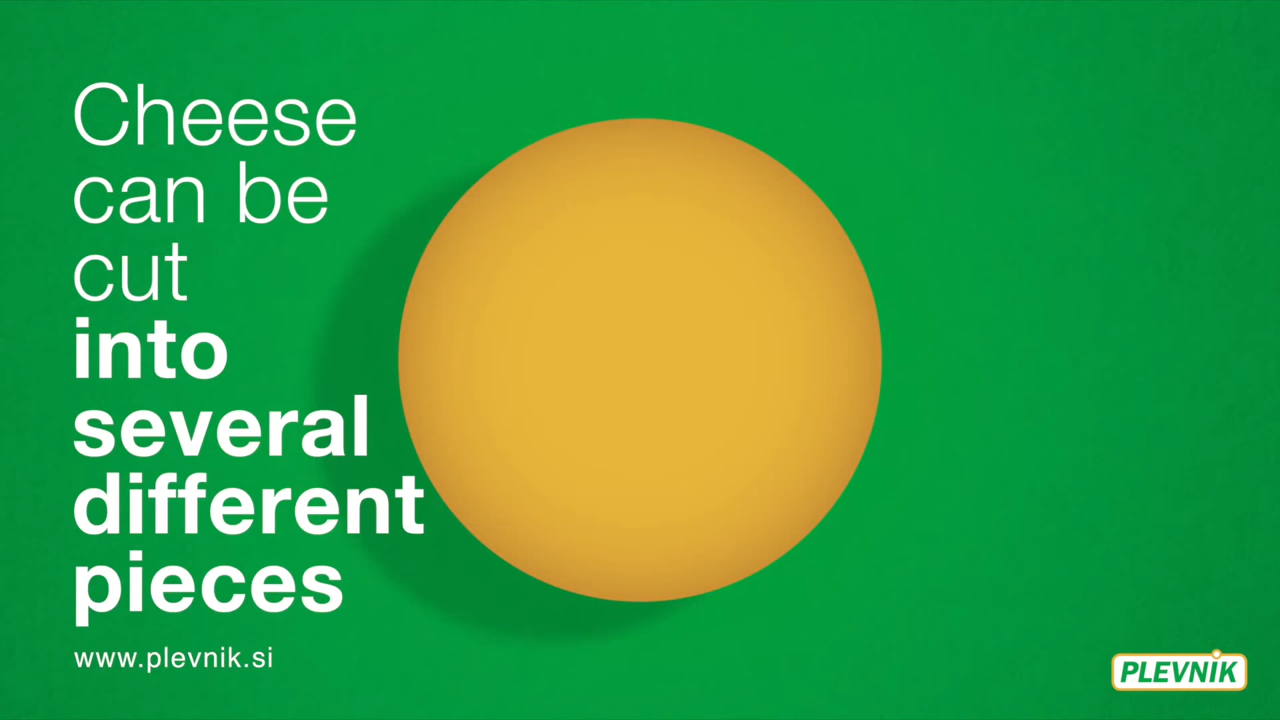 Cheese
can be
cut
into
several
different
pieces
www.plevnik.si
PLEVNIK